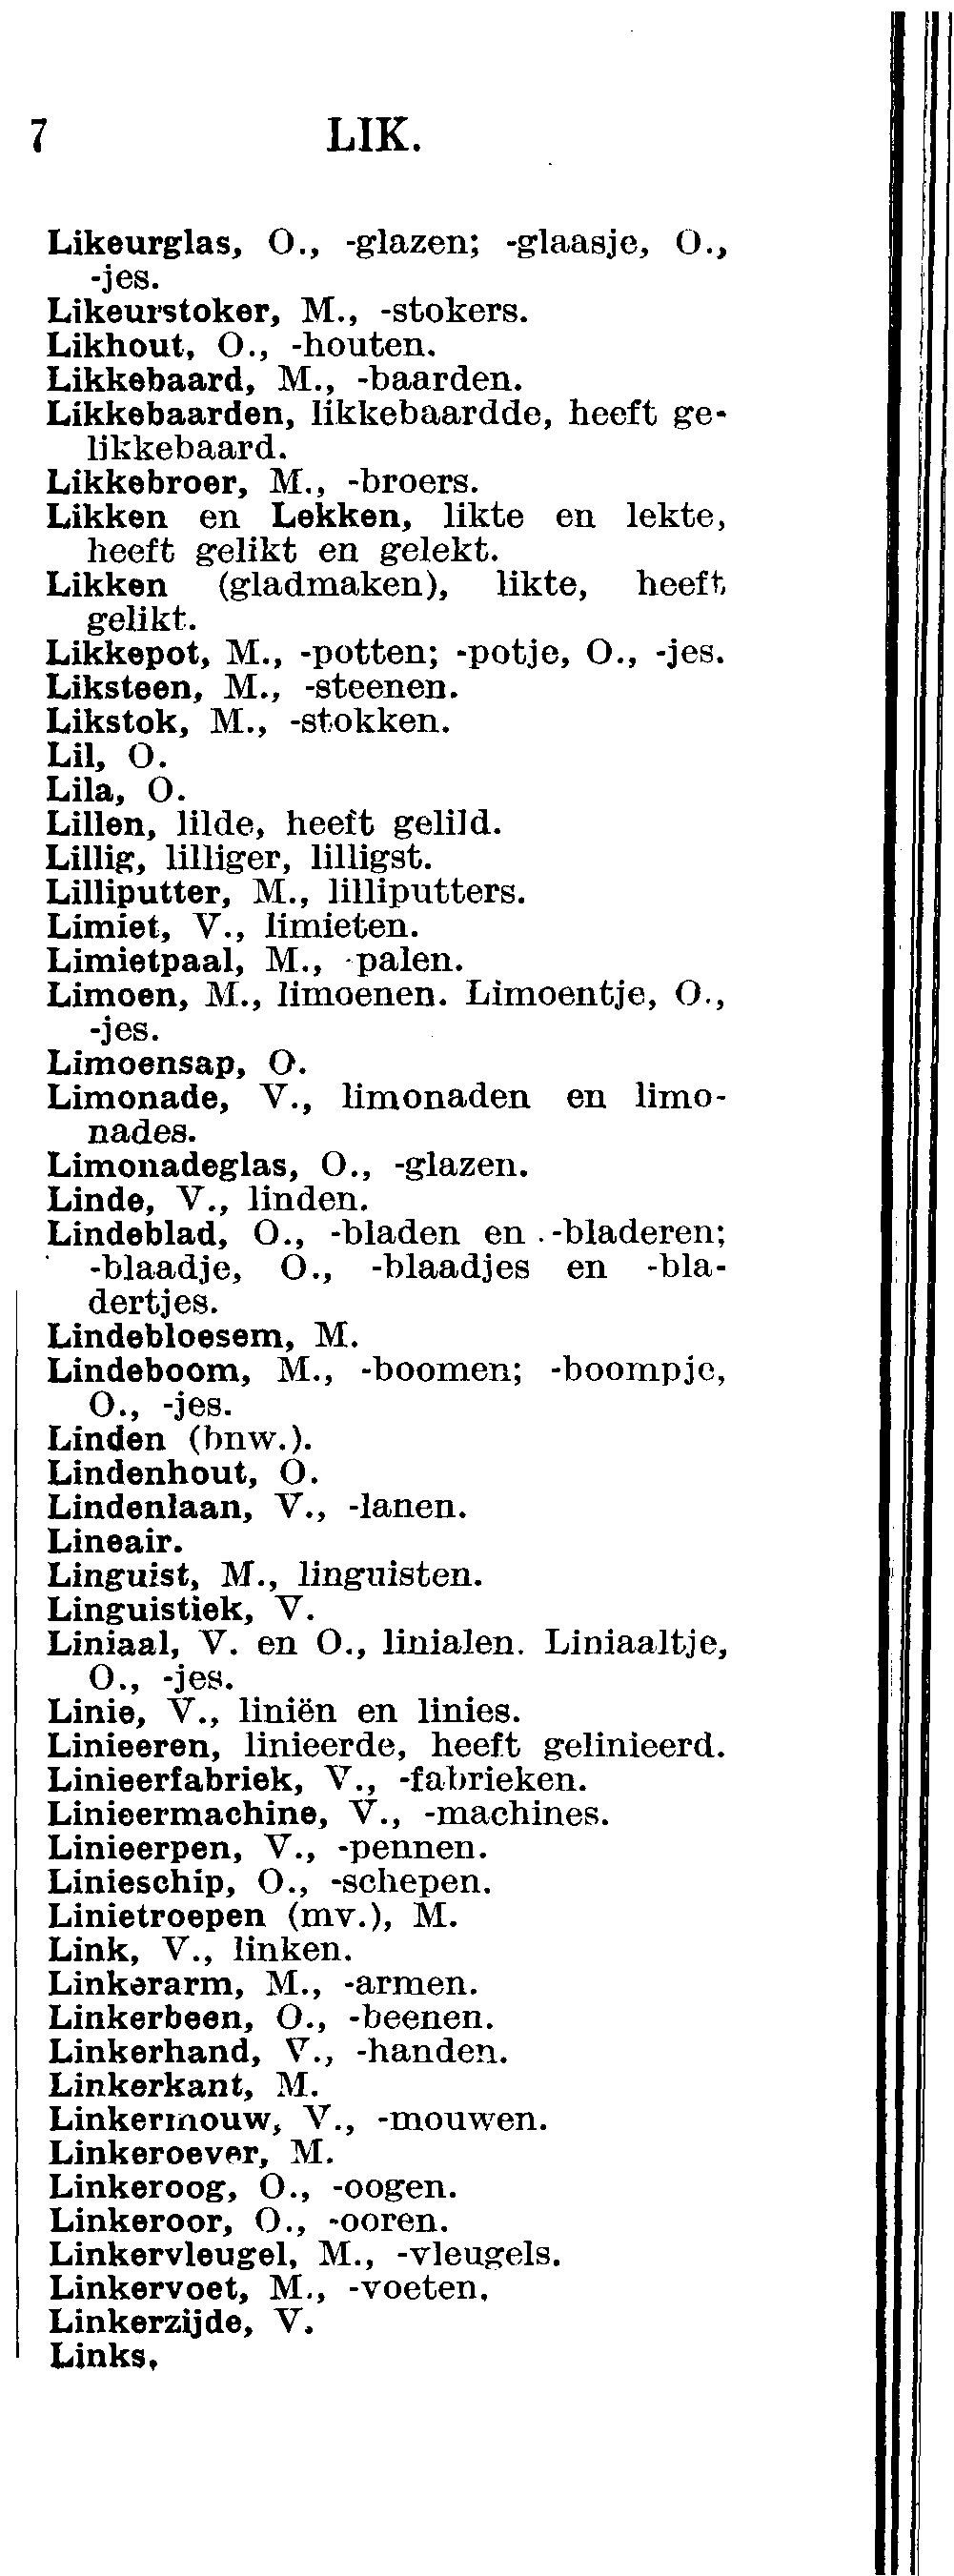 7 LIK.
Likeurglas, O., -glazen; -glaasje, O.,
-jes.
Likeurstoker, M., -stokers.
Likhout, O., -houten.
Likkebaard, M., -baarden.
Likkebaarden, likkebaardde, heeft ge-
likkebaard.
Likkebroer, M., -broers.
Likken en Lekken, likte en lekte,
heeft gelikt en gelekt.
Likken (gladmaken), likte, heeft
gelikt.
Likkepot, M., -potten; -potje, O., -jes.
Liksteen, M., -steenen.
Likstok, M., -stokken.
Lil, O.
Lila, O.
Lillen, lilde, heeft gelild.
Lillig, lilliger, lilligst.
Lilliputter, M., lilliputters.
Limiet, V., limieten.
Limietpaal, M., -palen.
Limoen, M., limoenen. Limoentje, O.,
-jes.
Limoensap, O.
Limonade, V., limonaden en limo-
nades.
Limonadeglas, O., -glazen.
Linde, V., linden.
Lindeblad, O., -bladen en -bladeren;
-blaadje, O., -blaadjes en -bla-
dertjes.
Lindebloesem, M.
Lindeboom, M., -boomen; -boompje,
O., -jes.
Linden (bnw.).
Lindenhout, O.
Lindenlaan, V., -lanen.
Lineair.
Linguist, M., linguisten.
Linguistiek, V.
Liniaal, V. en O., linialen. Liniaaltje,
O., -jes.
Linie, V., liniën en linies.
Linieeren, linieerde, heeft gelinieerd.
Linieerfabriek, V., -fabrieken.
Linieermachine, V., -machines.
Linieerpen, V., -pennen.
Linieschip, O., -schepen.
Linietroepen (mv.), M.
Link, V., linken.
Linkerarm, M., -armen.
Linkerbeen, O., -beenen.
Linkerhand, V., -handen.
Linkerkant, M.
Linkermouw, V., -mouwen.
Linkeroever, M.
Linkeroog, O., -oogen.
Linkeroor, O., -ooren.
Linkervleugel, M., -vleugels.
Linkervoet, M., -voeten.
Linkerzijde, V.
Links,